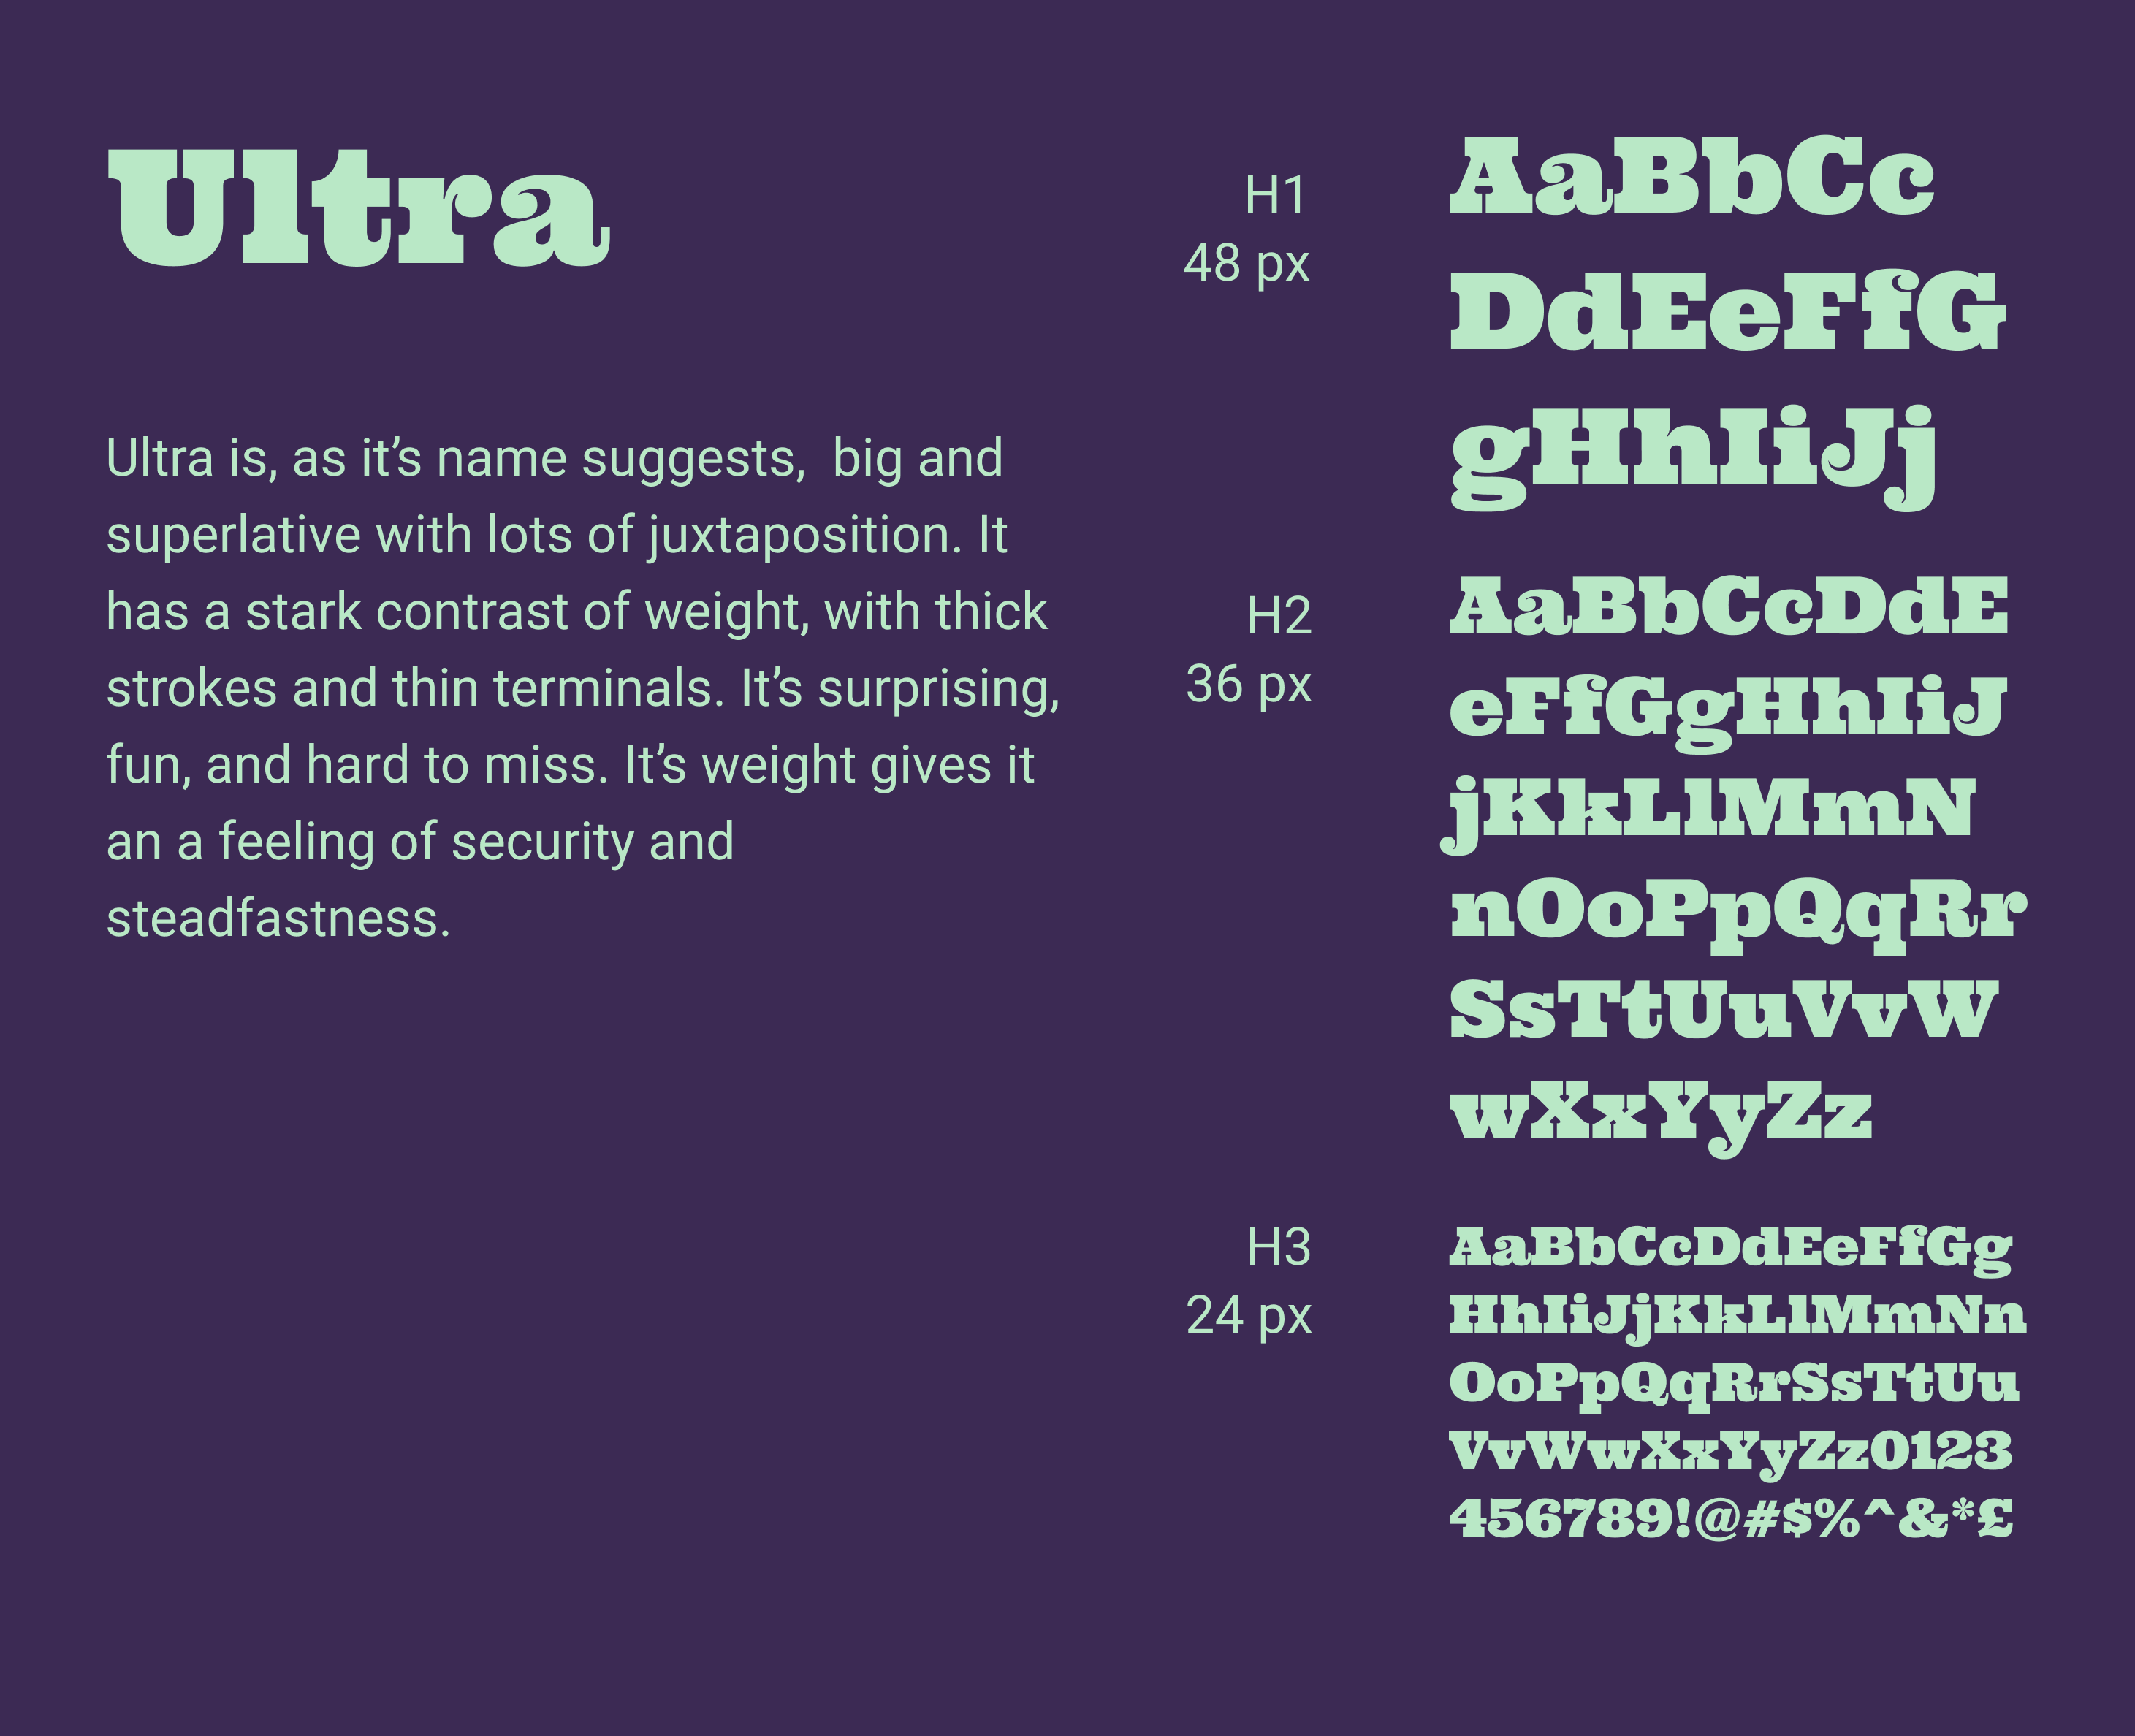 Ultra
Ultra is, as it’s name suggests,  big and
superlative with lots of juxtaposition. It
has a stark contrast of weight, with thick
strokes and thin terminals. It’s surprising,
fun, and hard to miss. It’s weight gives it
an a feeling of security and
steadfastness.
H1
48 px
AaBbCc
DdEeFfG
gHhIiJj
H2
36 px
AaBbCcDdE
eFfGgHhIiJ
jKkLlMmN
nOoPpQqRr
SsTtUuVvW
wXxYyZz
H3
24 px
AaBbCcDdEeFfGg
HhIiJjKkLlMmNn
OoPpQqRrSsTtUu
VvWwXxYyZz0123
456789!@#$%^&*£